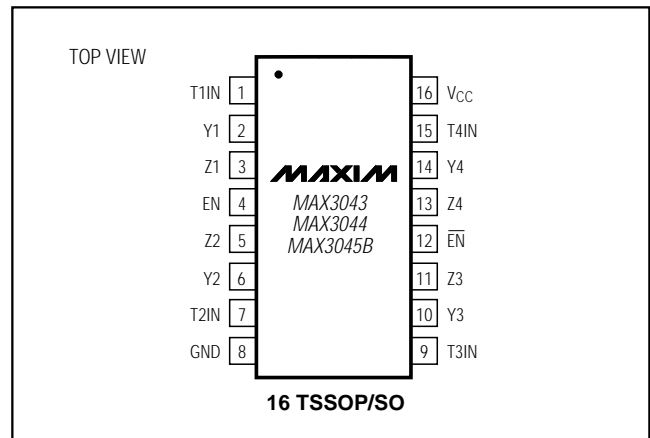 TOP VIEW
T1IN 1
Y1 2
Z1 3
EN 4
Z2 5
Y2 6
T2IN 7
GND 8
MAXIM
MAX3043
MAX3044
MAX3045B
16 VCC
15 T4IN
14 Y4
13 Z4
12 E̅N̅
11 Z3
10 Y3
9 T3IN
16 TSSOP/SO